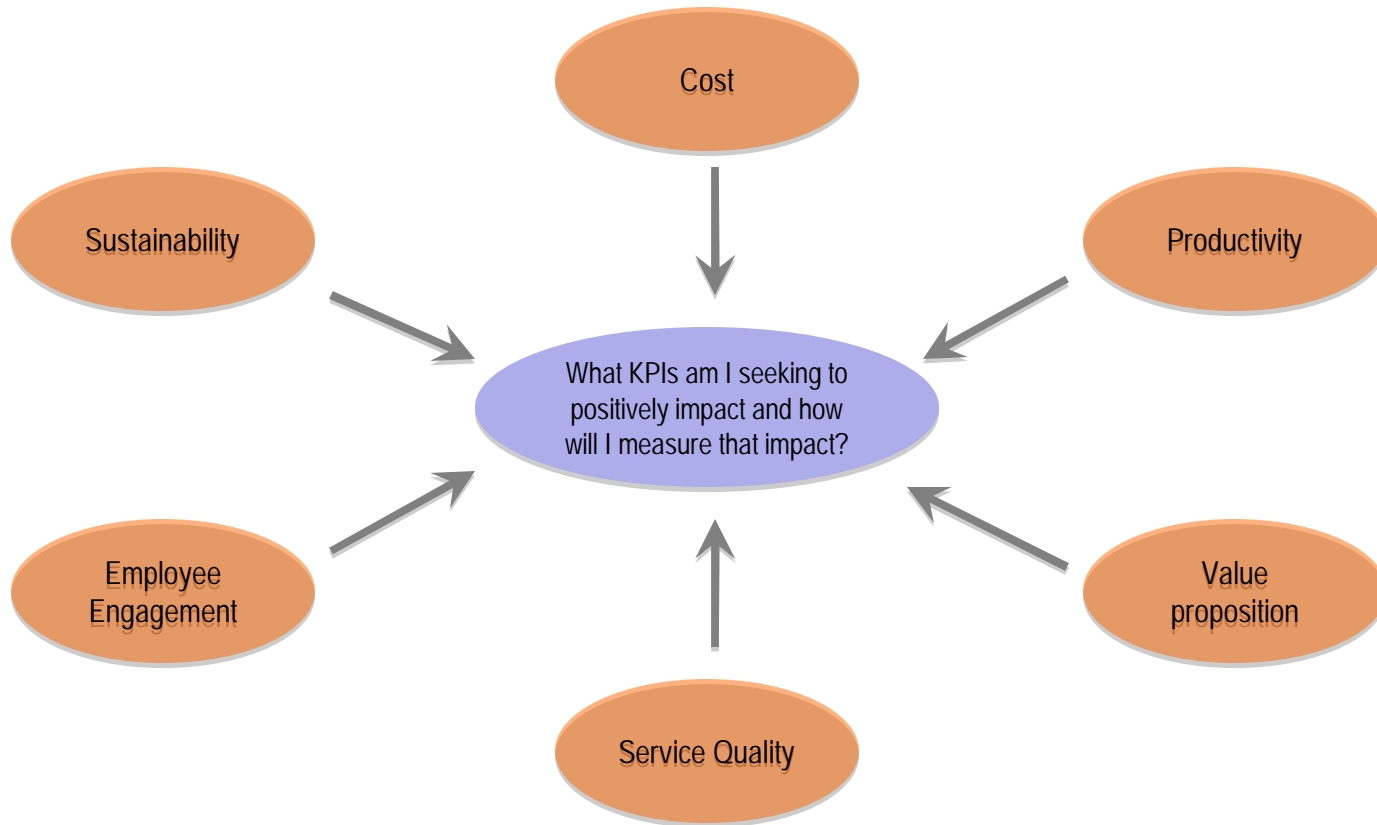 Cost
Sustainability
Productivity
What KPIs am I seeking to
positively impact and how
will I measure that impact?
Employee
Engagement
Value
proposition
Service Quality